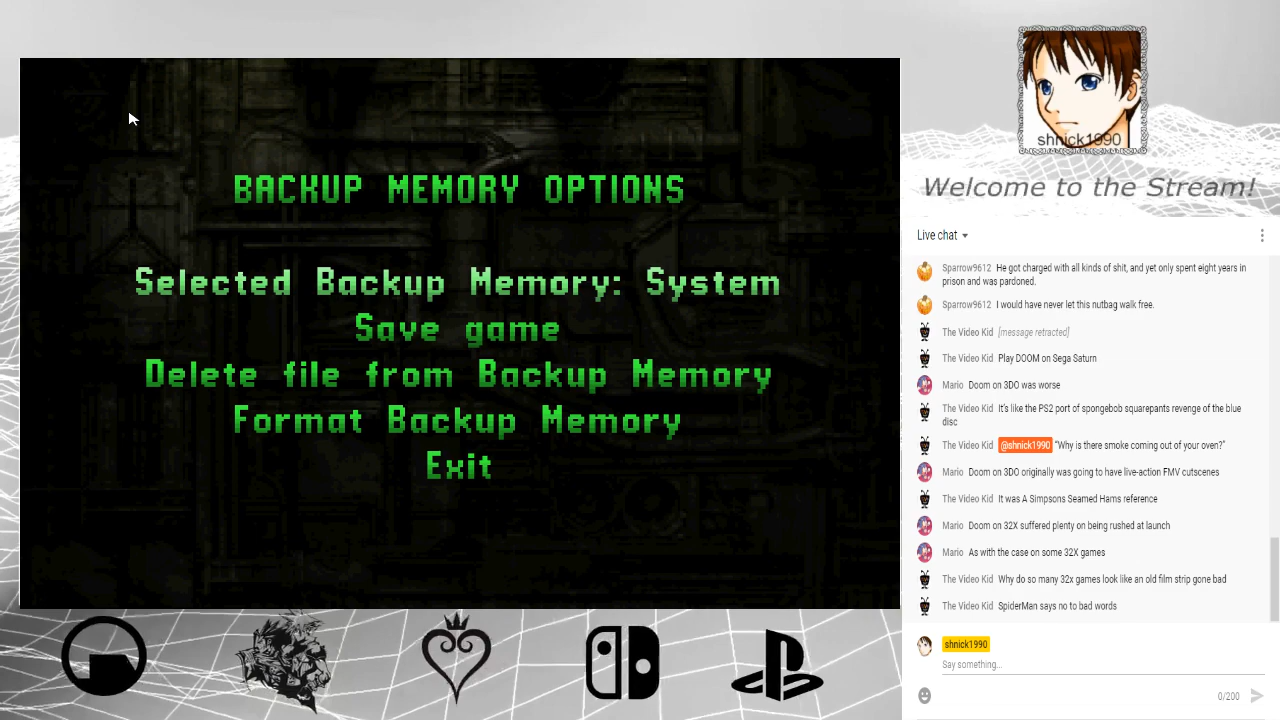 BACKUP MEMORY OPTIONS
Selected Backup Memory: System
Save game
Delete file from Backup Memory
Format Backup Memory
Exit
shnick1990
Welcome to the Stream!
Live chat
Sparrow9612 He got charged with all kinds of shit, and yet only spent eight years in
prison and was pardoned.
Sparrow9612 I would have never let this nutbag walk free.
The Video Kid [message retracted]
The Video Kid Play DOOM on Sega Saturn
Mario Doom on 3DO was worse
The Video Kid It's like the PS2 port of spongebob squarepants revenge of the blue
disc
The Video Kid @shnick1990 "Why is there smoke coming out of your oven?"
Mario Doom on 3DO originally was going to have live-action FMV cutscenes
The Video Kid It was A Simpsons Seamed Hams reference
Mario Doom on 32X suffered plenty on being rushed at launch
Mario As with the case on some 32X games
The Video Kid Why do so many 32x games look like an old film strip gone bad
The Video Kid SpiderMan says no to bad words
shnick1990
Say something...
0/200